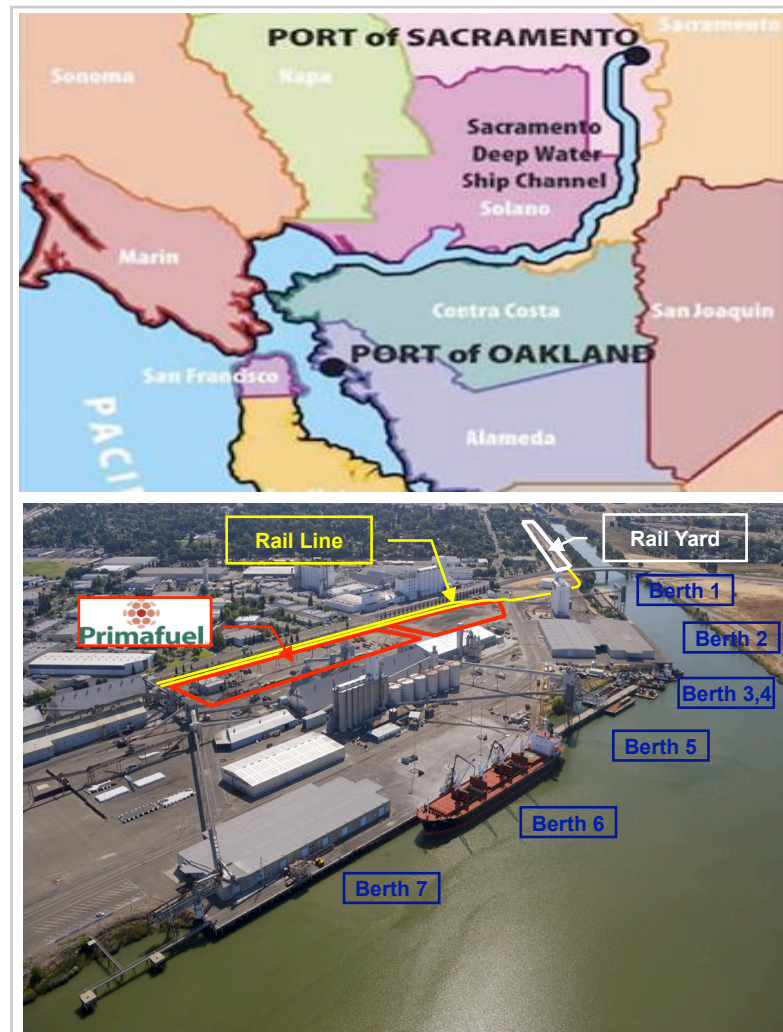 PORT of SACRAMENTO
Sacramento
Sonoma
Napa
Sacramento
Deep Water
Ship Channel
Solano
Marin
Contra Costa
San Joaquin
PORT of OAKLAND
San Francisco
Alameda
Rail Line
Rail Yard
Berth 1
Primafuel
Berth 2
Berth 3,4
Berth 5
Berth 6
Berth 7